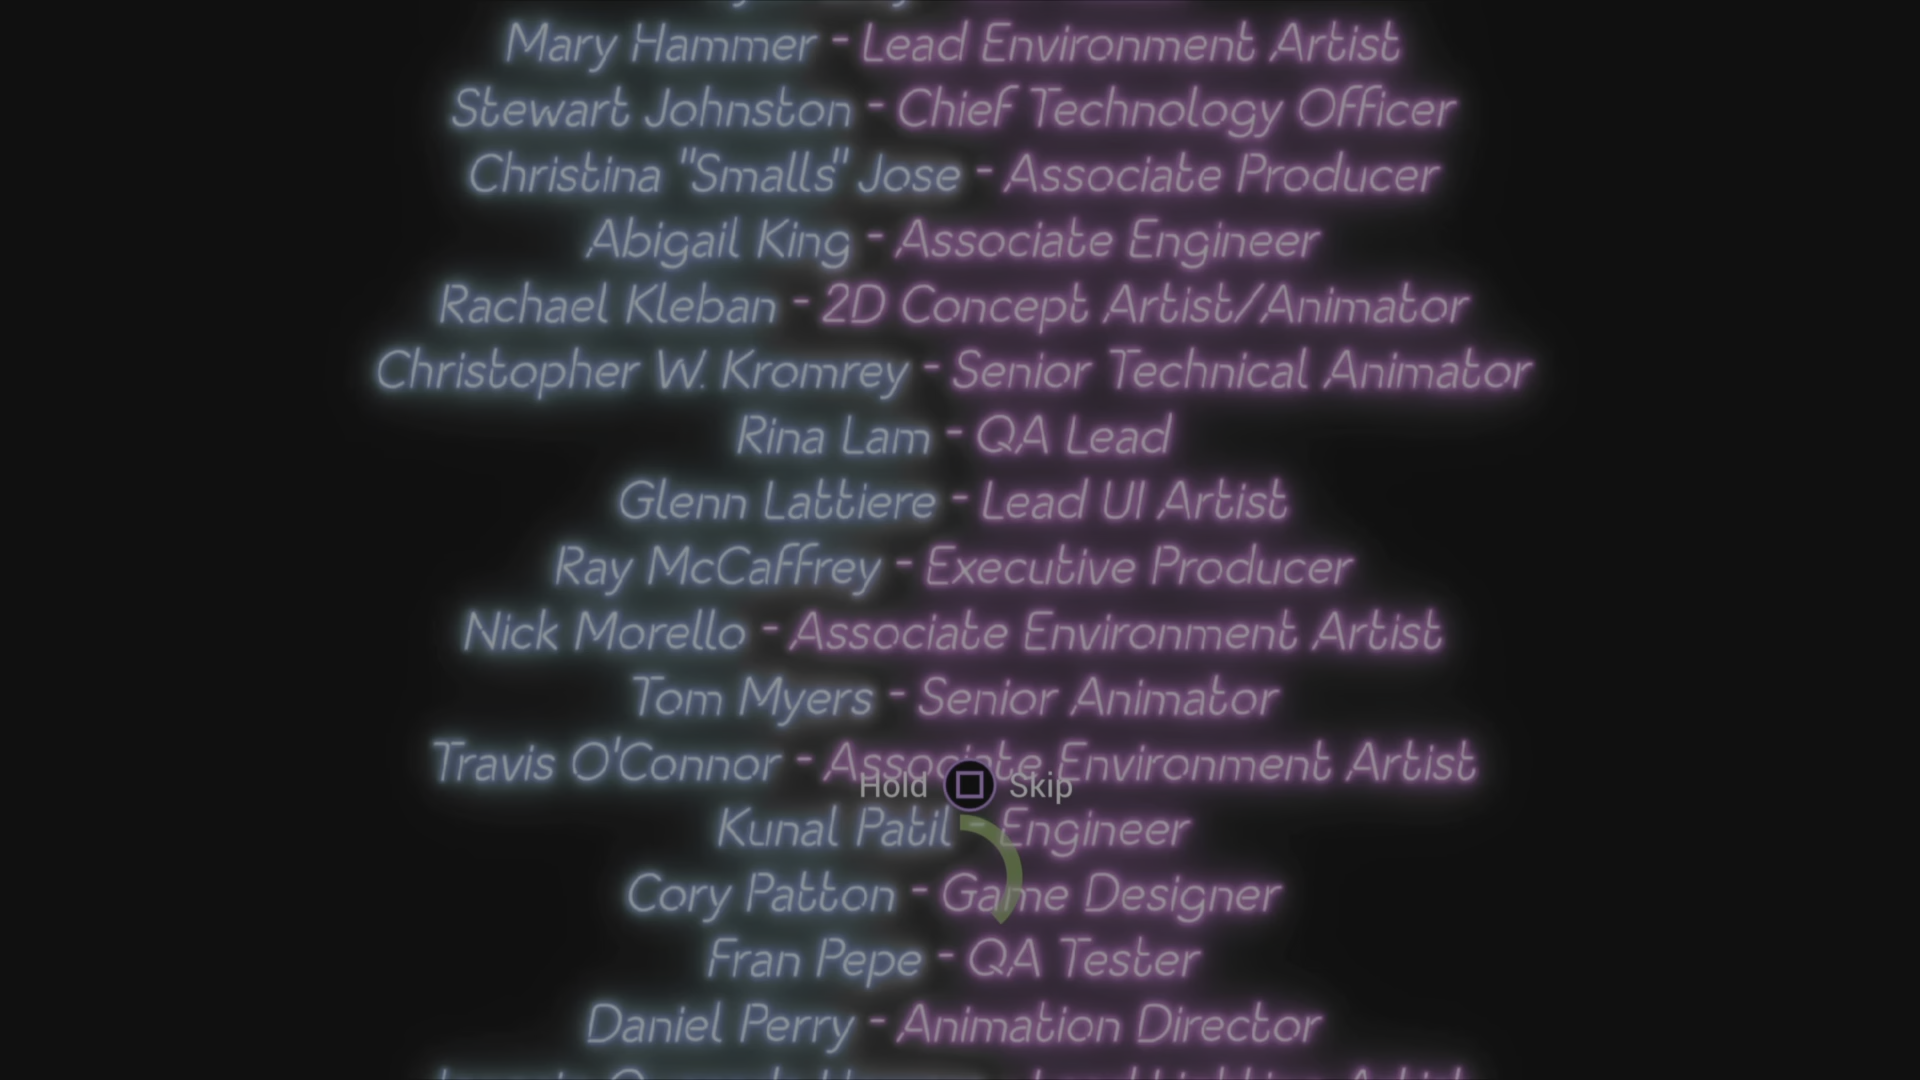 Mary Hammer - Lead Environment Artist
Stewart Johnston - Chief Technology Officer
Christina "Smalls" Jose - Associate Producer
Abigail King - Associate Engineer
Rachael Kleban - 2D Concept Artist/Animator
Christopher W. Kromrey - Senior Technical Animator
Rina Lam - QA Lead
Glenn Lattiere - Lead UI Artist
Ray McCaffrey - Executive Producer
Nick Morello - Associate Environment Artist
Tom Myers - Senior Animator
Travis O'Connor - Associate Environment Artist
Hold Skip
Kunal Patil - Engineer
Cory Patton - Game Designer
Fran Pepe - QA Tester
Daniel Perry - Animation Director